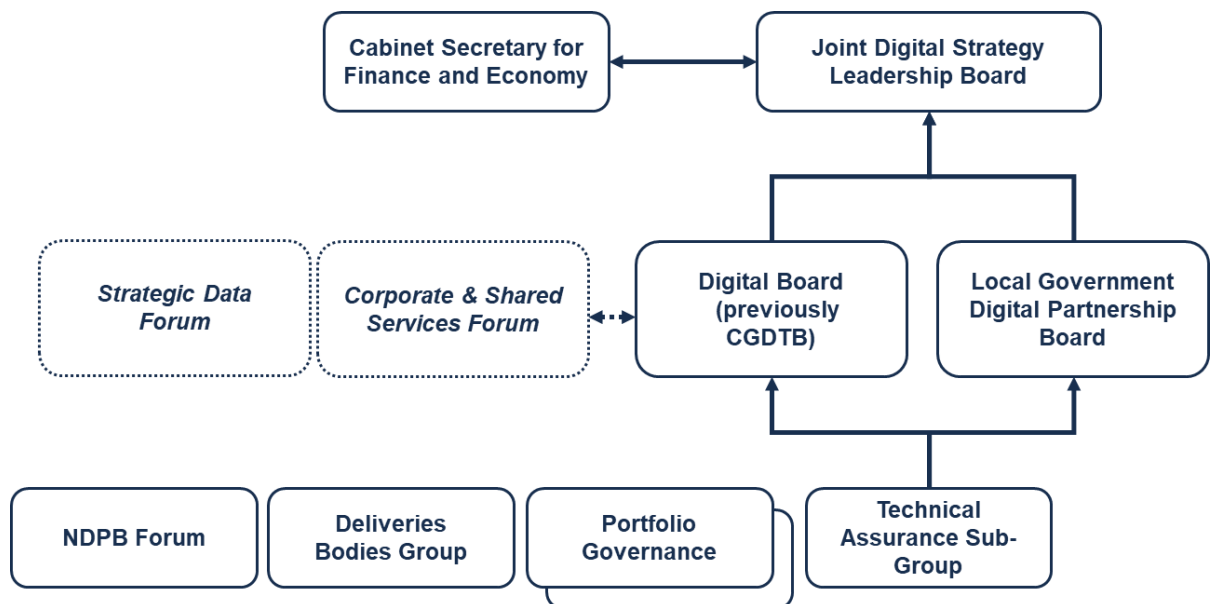 Cabinet Secretary for
Finance and Economy
Joint Digital Strategy
Leadership Board
Strategic Data
Forum
Corporate & Shared
Services Forum
Digital Board
(previously
CGDTB)
Local Government
Digital Partnership
Board
NDPB Forum
Deliveries
Bodies Group
Portfolio
Governance
Technical
Assurance Sub-
Group